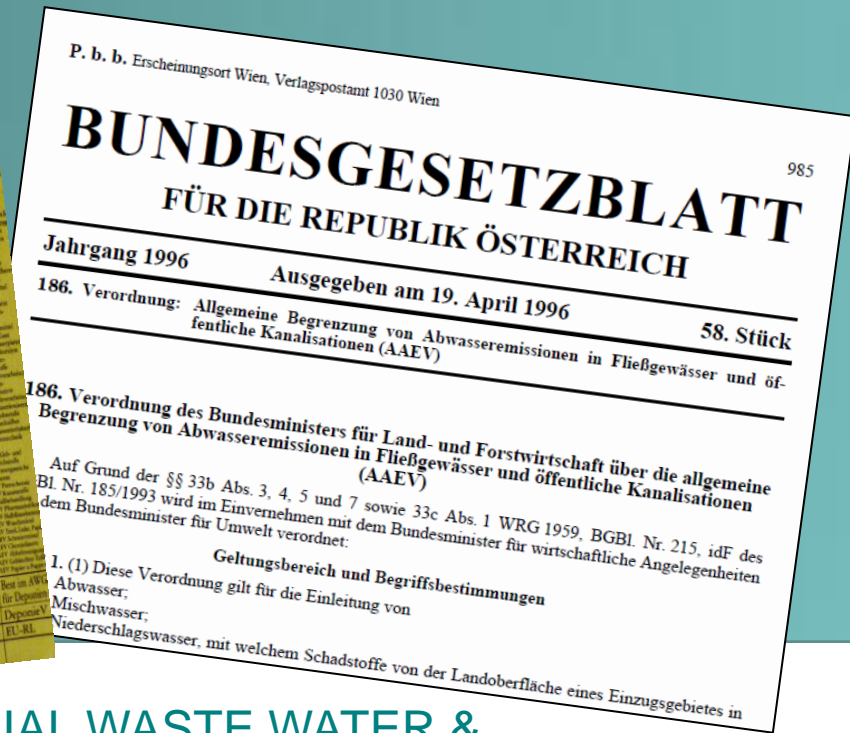 P. b. b. Erscheinungsort Wien, Verlagspostamt 1030 Wien
985
BUNDESGESETZBLATT
FÜR DIE REPUBLIK ÖSTERREICH
Jahrgang 1996 Ausgegeben am 19. April 1996 58. Stück
186. Verordnung: Allgemeine Begrenzung von Abwasseremissionen in Fließgewässer und öf-
fentliche Kanalisationen (AAEV)
186. Verordnung des Bundesministers für Land- und Forstwirtschaft über die allgemeine
Begrenzung von Abwasseremissionen in Fließgewässer und öffentliche Kanalisationen
(AAEV)
Auf Grund der §§ 33b Abs. 3, 4, 5 und 7 sowie 33c Abs. 1 WRG 1959, BGBl. Nr. 215, idF des
BGBl. Nr. 185/1993 wird im Einvernehmen mit dem Bundesminister für wirtschaftliche Angelegenheiten
dem Bundesminister für Umwelt verordnet:
Geltungsbereich und Begriffsbestimmungen
1. (1) Diese Verordnung gilt für die Einleitung von
Abwasser;
Mischwasser;
Niederschlagswasser, mit welchem Schadstoffe von der Landoberfläche eines Einzugsgebietes in
DeponieV
EU-RL
WASTE WATER &